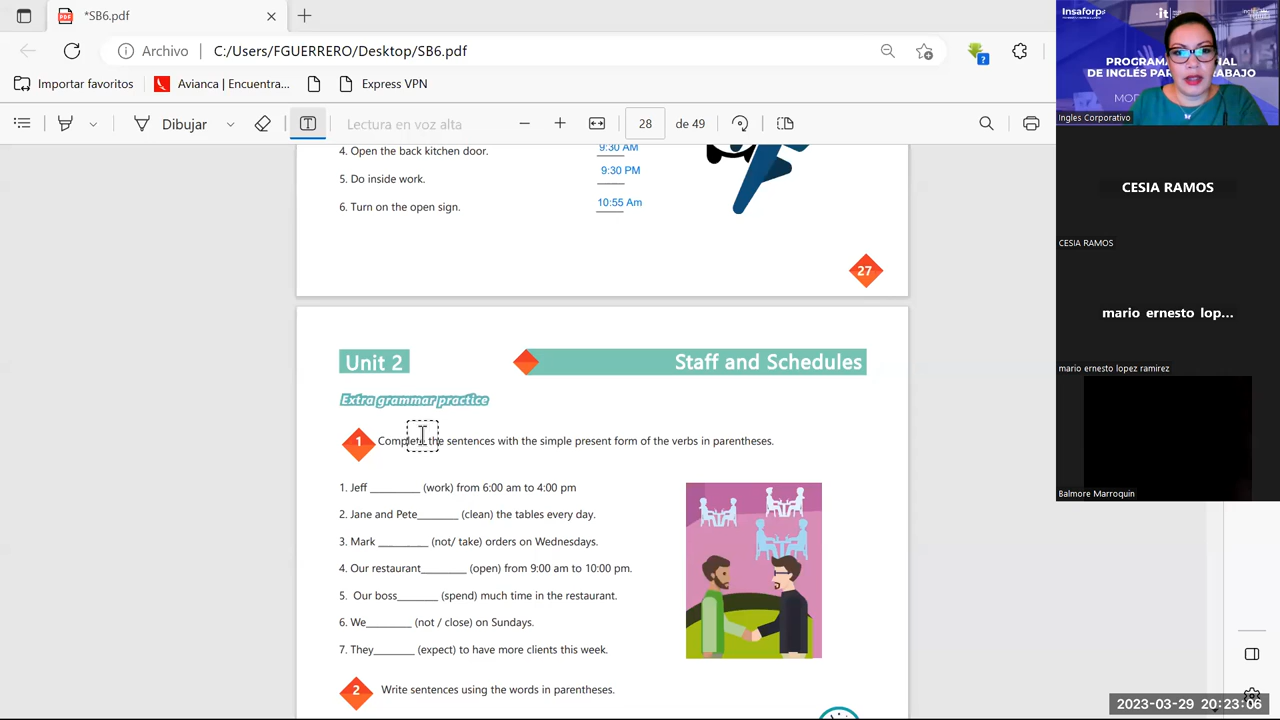 *SB6.pdf
Archivo
C:/Users/FGUERRERO/Desktop/SB6.pdf
Importar favoritos
Avianca | Encuentra...
Express VPN
Dibujar
Lectura en voz alta
28
de 49
4. Open the back kitchen door.
9:30 AM
5. Do inside work.
9:30 PM
6. Turn on the open sign.
10:55 Am
27
Unit 2
Staff and Schedules
Extra grammar practice
1
Complete the sentences with the simple present form of the verbs in parentheses.
1. Jeff ________ (work) from 6:00 am to 4:00 pm
2. Jane and Pete_______ (clean) the tables every day.
3. Mark ________ (not/ take) orders on Wednesdays.
4. Our restaurant_______ (open) from 9:00 am to 10:00 pm.
5. Our boss_______ (spend) much time in the restaurant.
6. We_______ (not / close) on Sundays.
7. They_______ (expect) to have more clients this week.
2
Write sentences using the words in parentheses.
Insaforp
Ingles Corporativo
CESIA RAMOS
CESIA RAMOS
mario ernesto lop...
mario ernesto lopez ramirez
Balmore Marroquin
2023-03-29 20:23:06